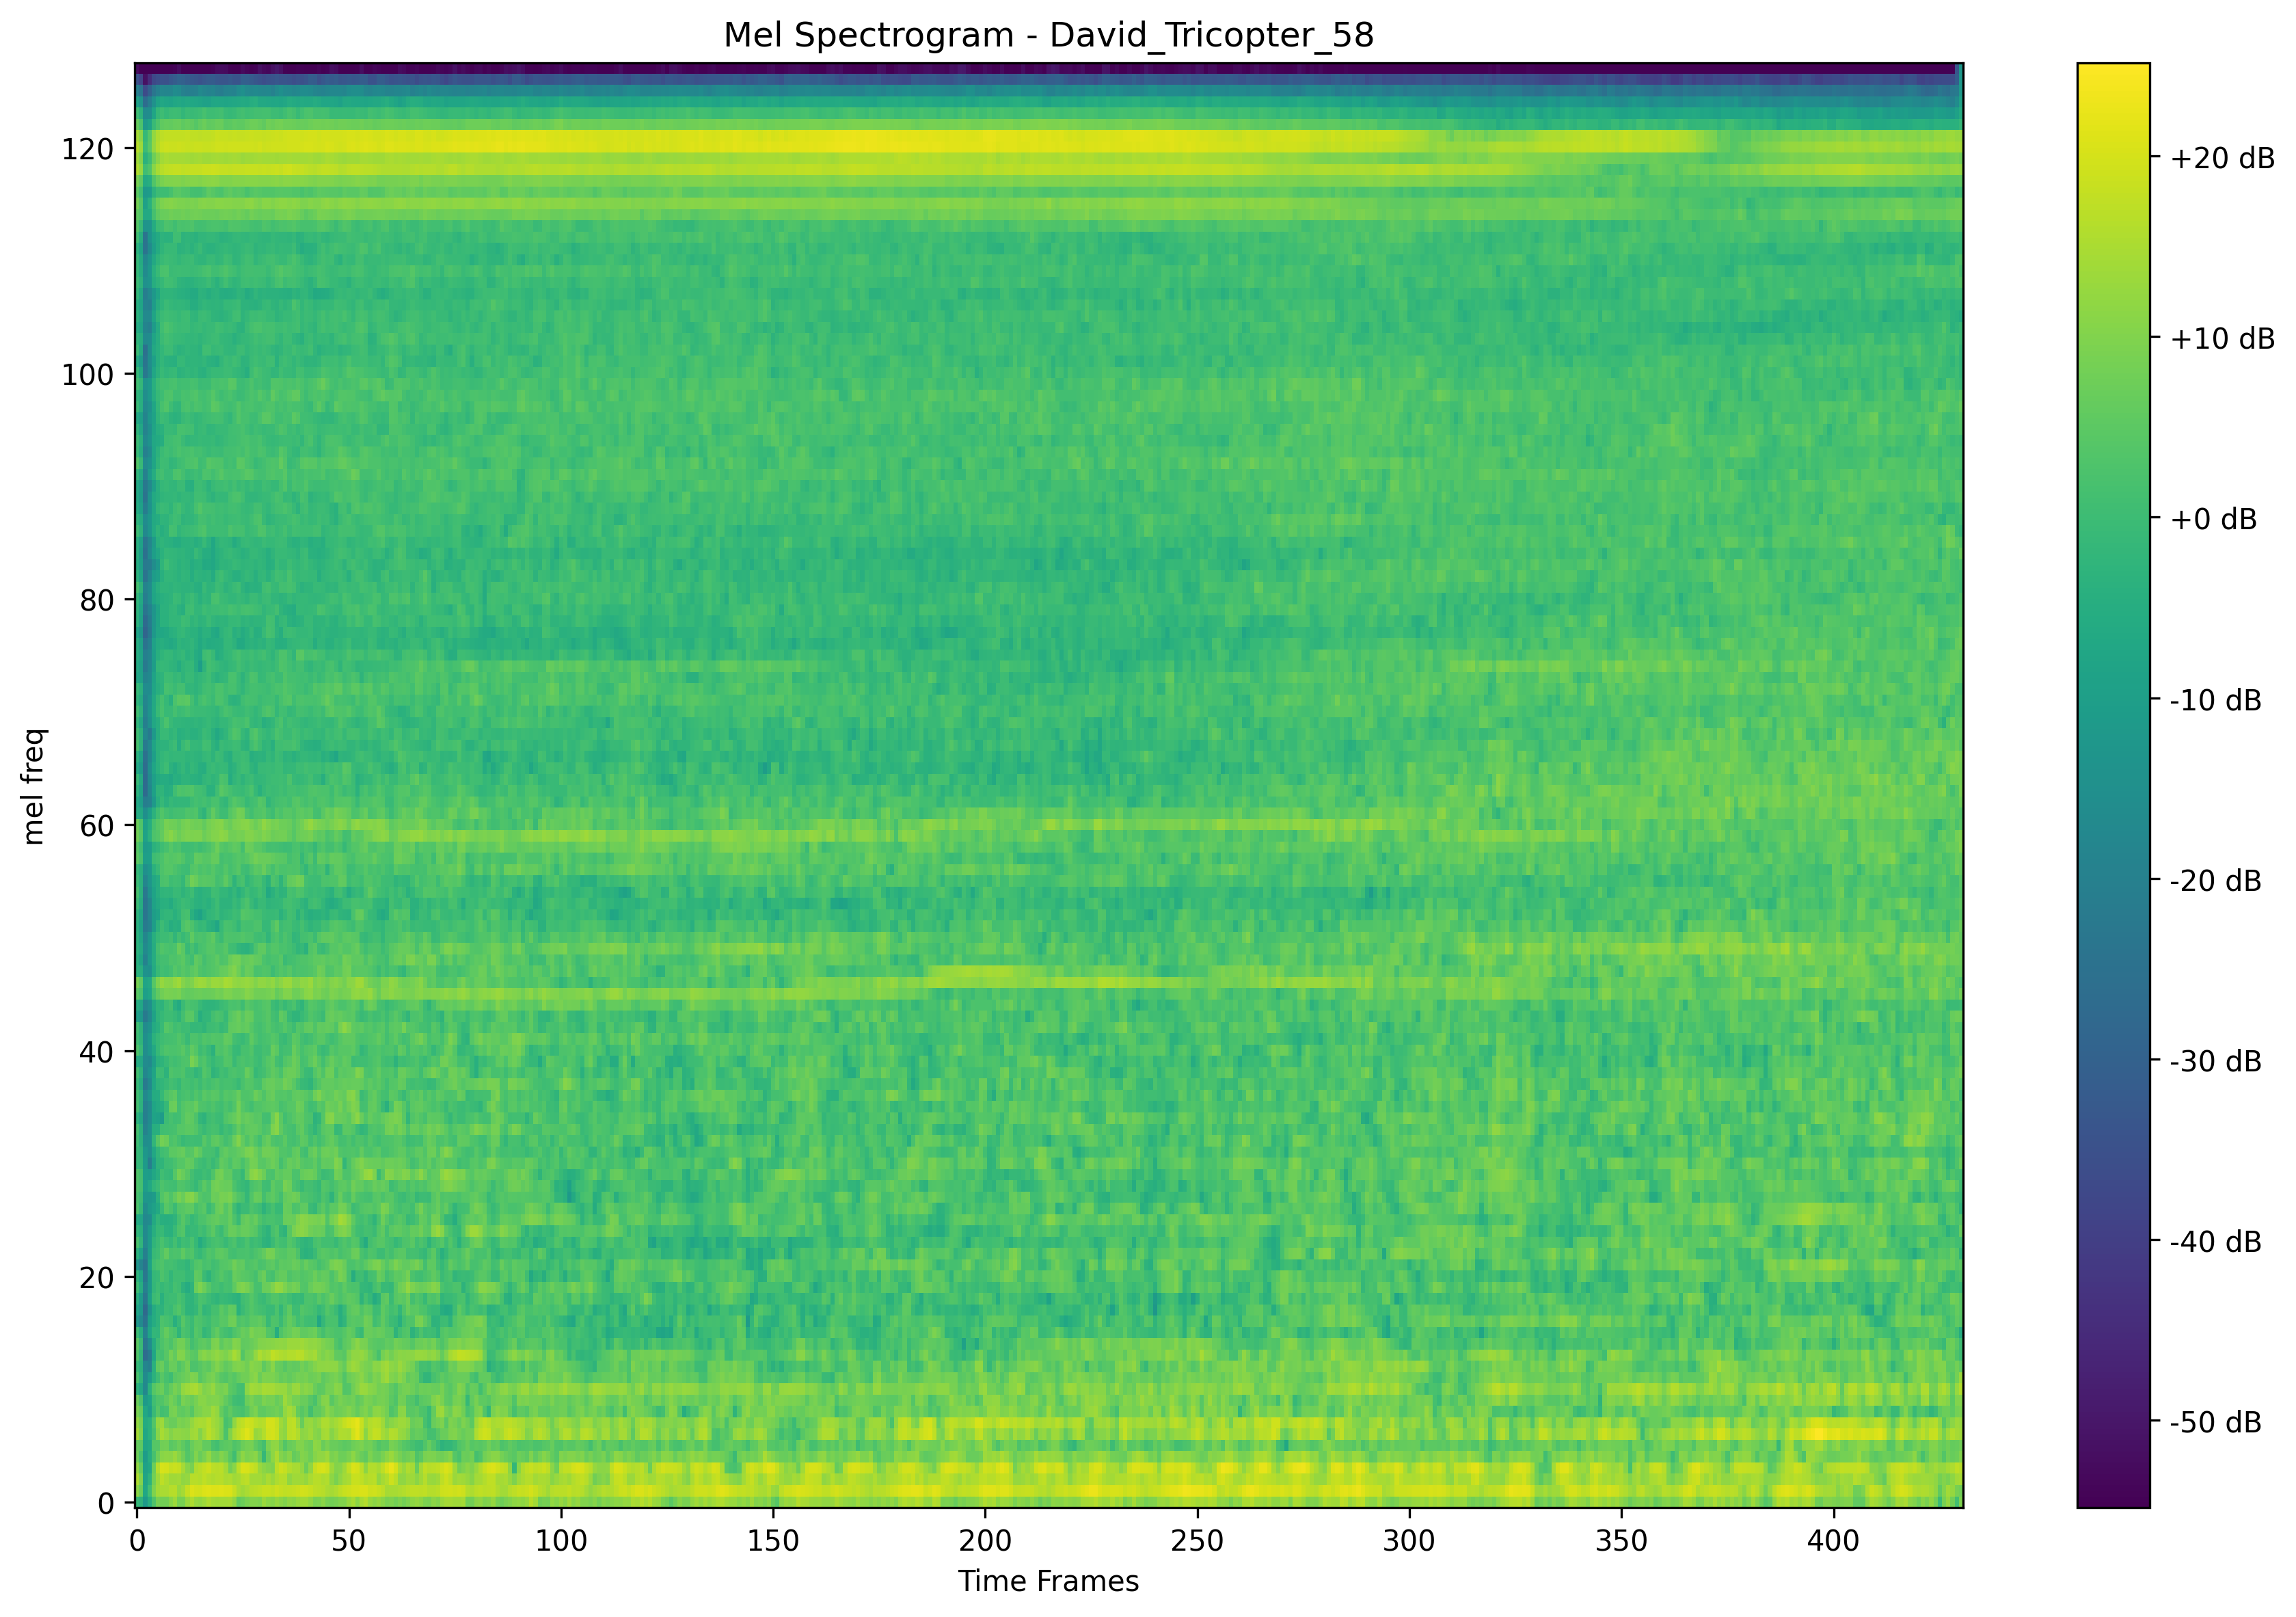 Mel Spectrogram - David_Tricopter_58
mel freq
120
100
80
60
40
20
0
0 50 100 150 200 250 300 350 400
Time Frames
+20 dB
+10 dB
+0 dB
-10 dB
-20 dB
-30 dB
-40 dB
-50 dB